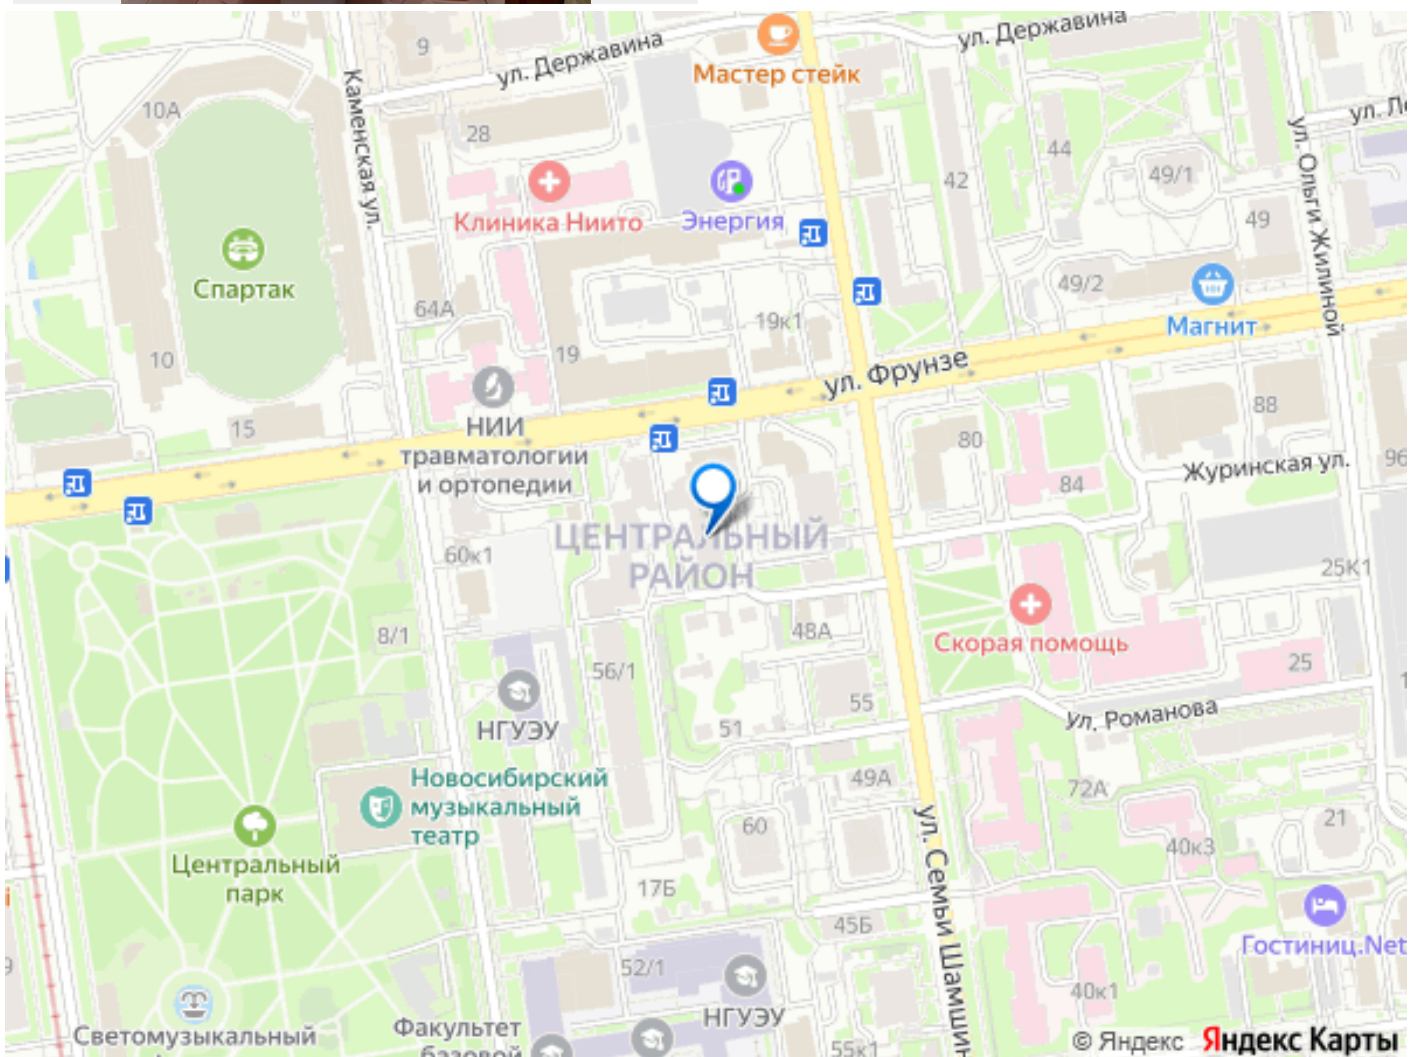 ул. Державина
ул. Державина
9
Мастер стейк
10А
Каменская ул.
28
44
ул. Ольги Жилиной
49/1
42
Клиника Ниито
Энергия
49
Спартак
64А
49/2
19к1
Магнит
10
19
ул. Фрунзе
88
15
НИИ
травматологии
и ортопедии
80
Журинская ул.
96
84
ЦЕНТРАЛЬНЫЙ
РАЙОН
60к1
25К1
8/1
48А
Скорая помощь
56/1
25
55
51
Ул. Романова
НГУЭУ
Новосибирский
музыкальный
театр
49А
72А
60
21
40к3
Центральный
парк
17Б
ул. Семьи Шамшин
45Б
Гостиниц.Net
52/1
40к1
НГУЭУ
Светомузыкальный
Факультет
базовой
55к1
© Яндекс Яндекс Карты